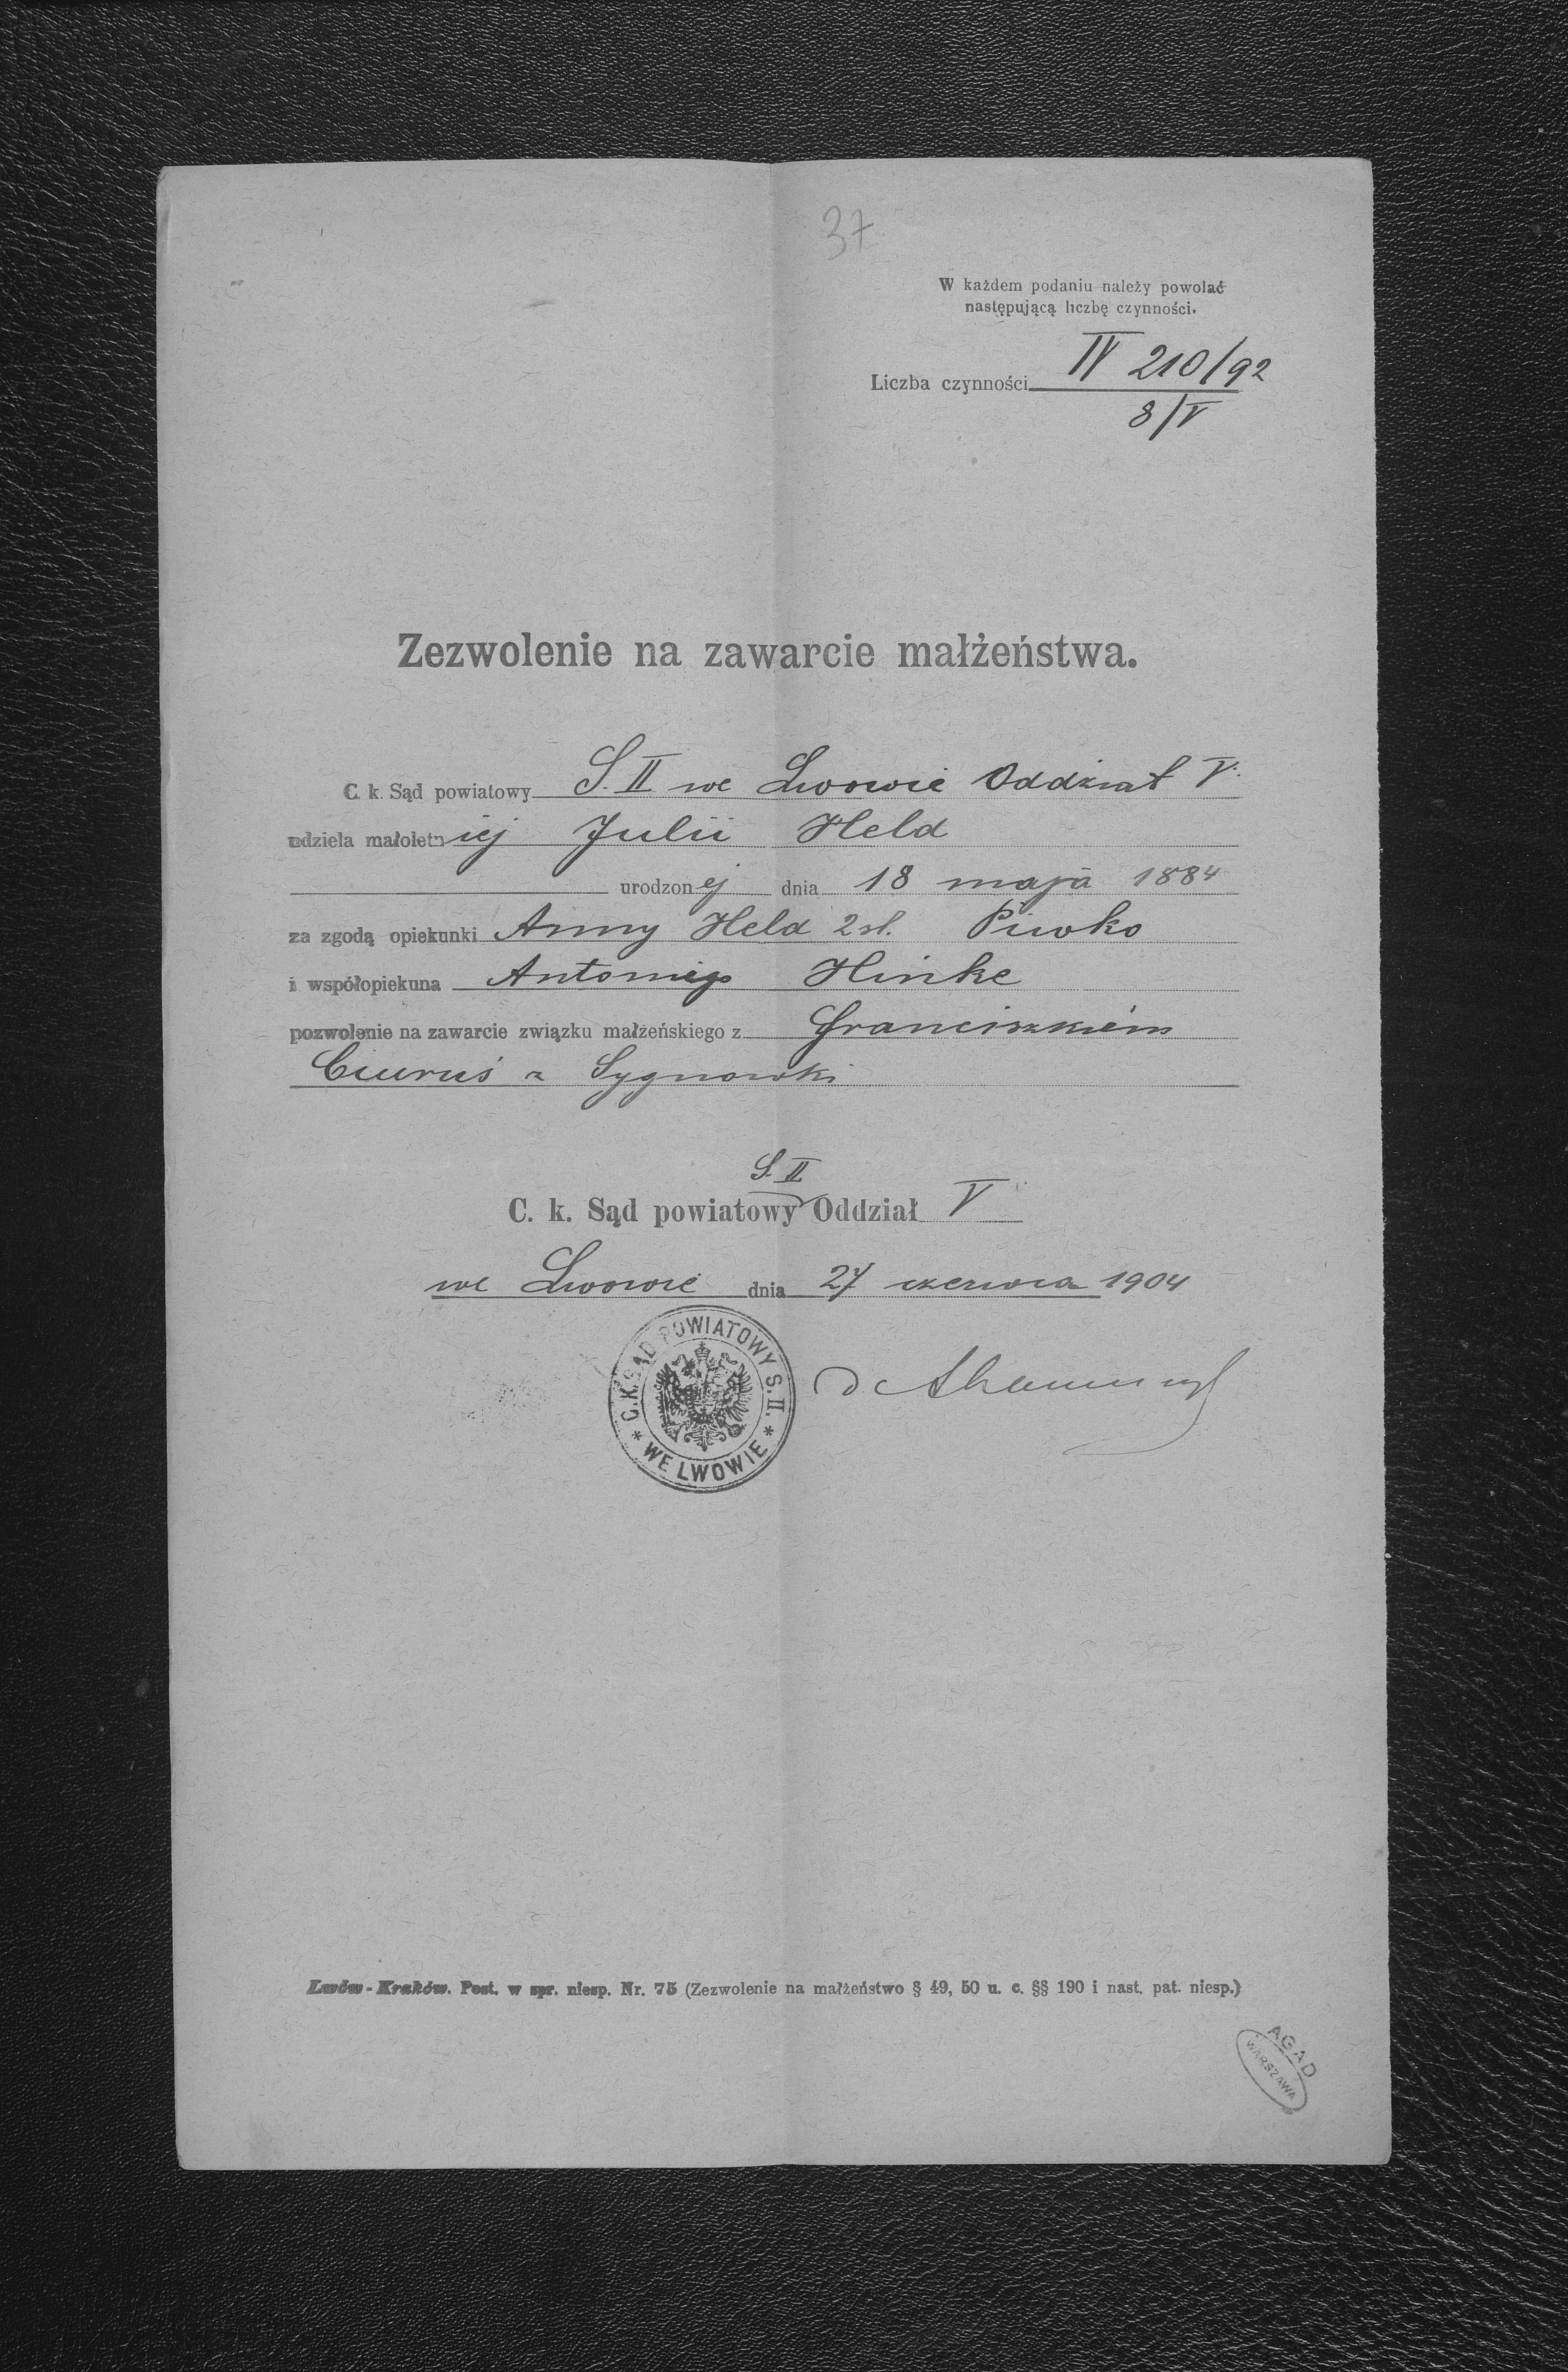 37
W każdem podaniu należy powołać
następującą liczbę czynności.
Liczba czynności IV 210/92
8/V
Zezwolenie na zawarcie małżeństwa.
C. k. Sąd powiatowy S. II we Lwowie Oddział V.
udziela małoletniej Julii Held
urodzonej dnia 18 maja 1884
za zgodą opiekunki Anny Held 2 sl. Piwko
i współopiekuna Antoniego Hinke
pozwolenie na zawarcie związku małżeńskiego z Franciszkiem
Ciuruś z Sygnowki
S. II
C. k. Sąd powiatowy Oddział V
we Lwowie dnia 27 czerwca 1904
C. K. SĄD POWIATOWY S. II. * WE LWOWIE *
Lwów-Kraków. Post. w spr. niesp. Nr. 75 (Zezwolenie na małżeństwo § 49, 50 u. c. §§ 190 i nast. pat. niesp.)
AGAD
WARSZAWA